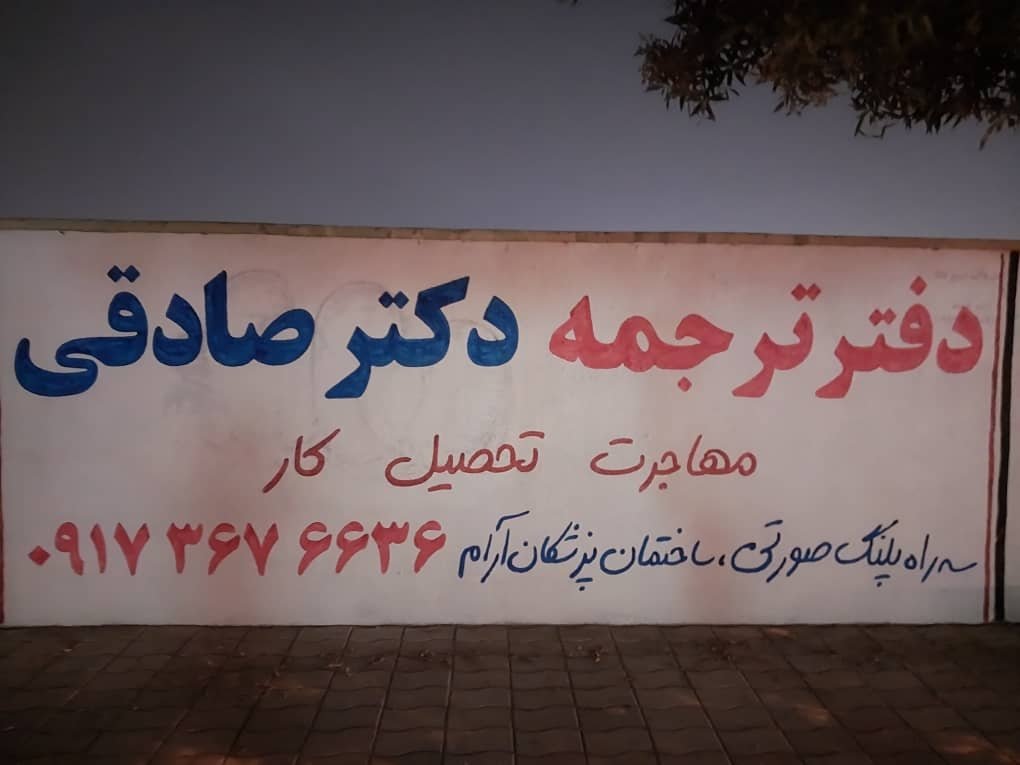 دفتر ترجمه دکتر صادقی
مهاجرت تحصیل کار
سه راه پلنگ صورتی، ساختمان پزشکان آرام ۰۹۱۷ ۳۶۷ ۶۶۳۶